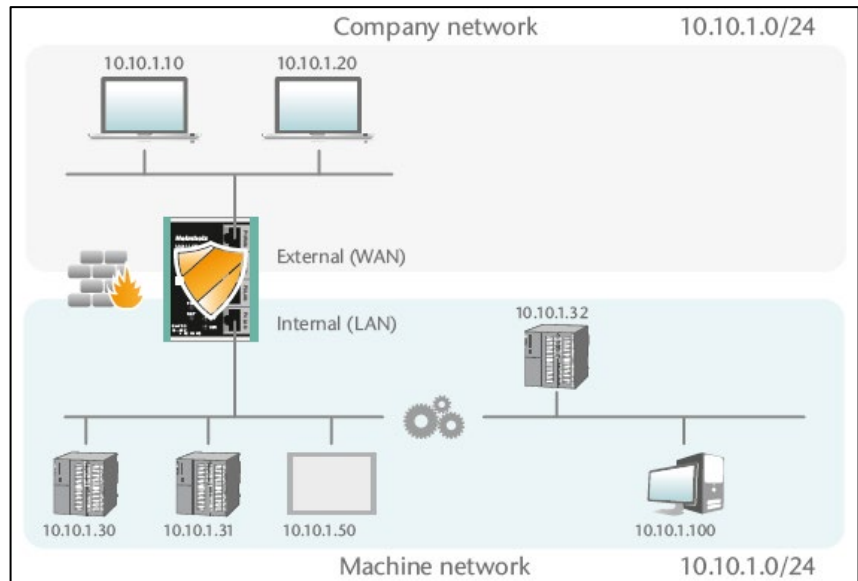 Company network 10.10.1.0/24
10.10.1.10 10.10.1.20
Helmholz
External (WAN)
Internal (LAN)
10.10.1.32
10.10.1.30 10.10.1.31 10.10.1.50 10.10.1.100
Machine network 10.10.1.0/24